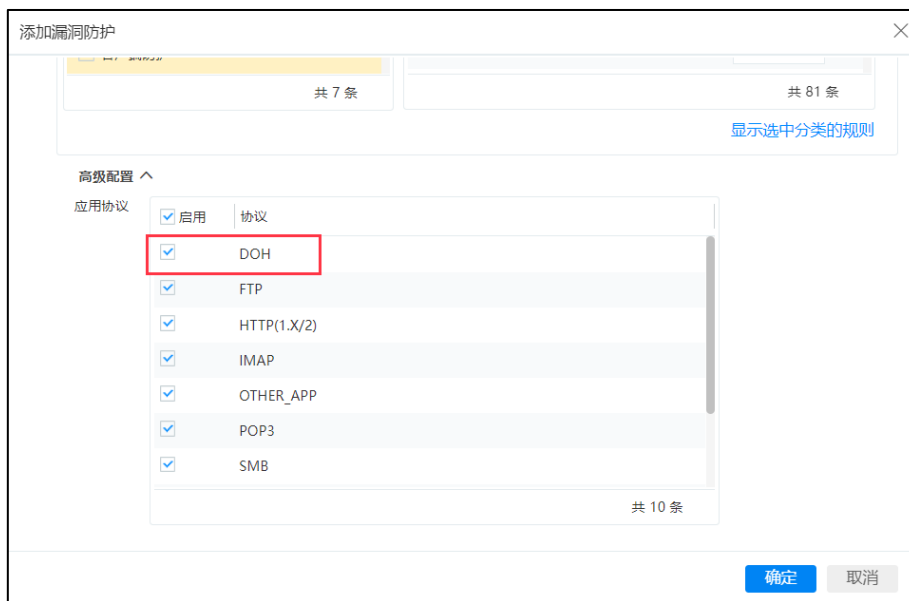 添加漏洞防护
共 7 条
共 81 条
显示选中分类的规则
高级配置
应用协议
启用 协议
DOH
FTP
HTTP(1.X/2)
IMAP
OTHER_APP
POP3
SMB
共 10 条
确定 取消